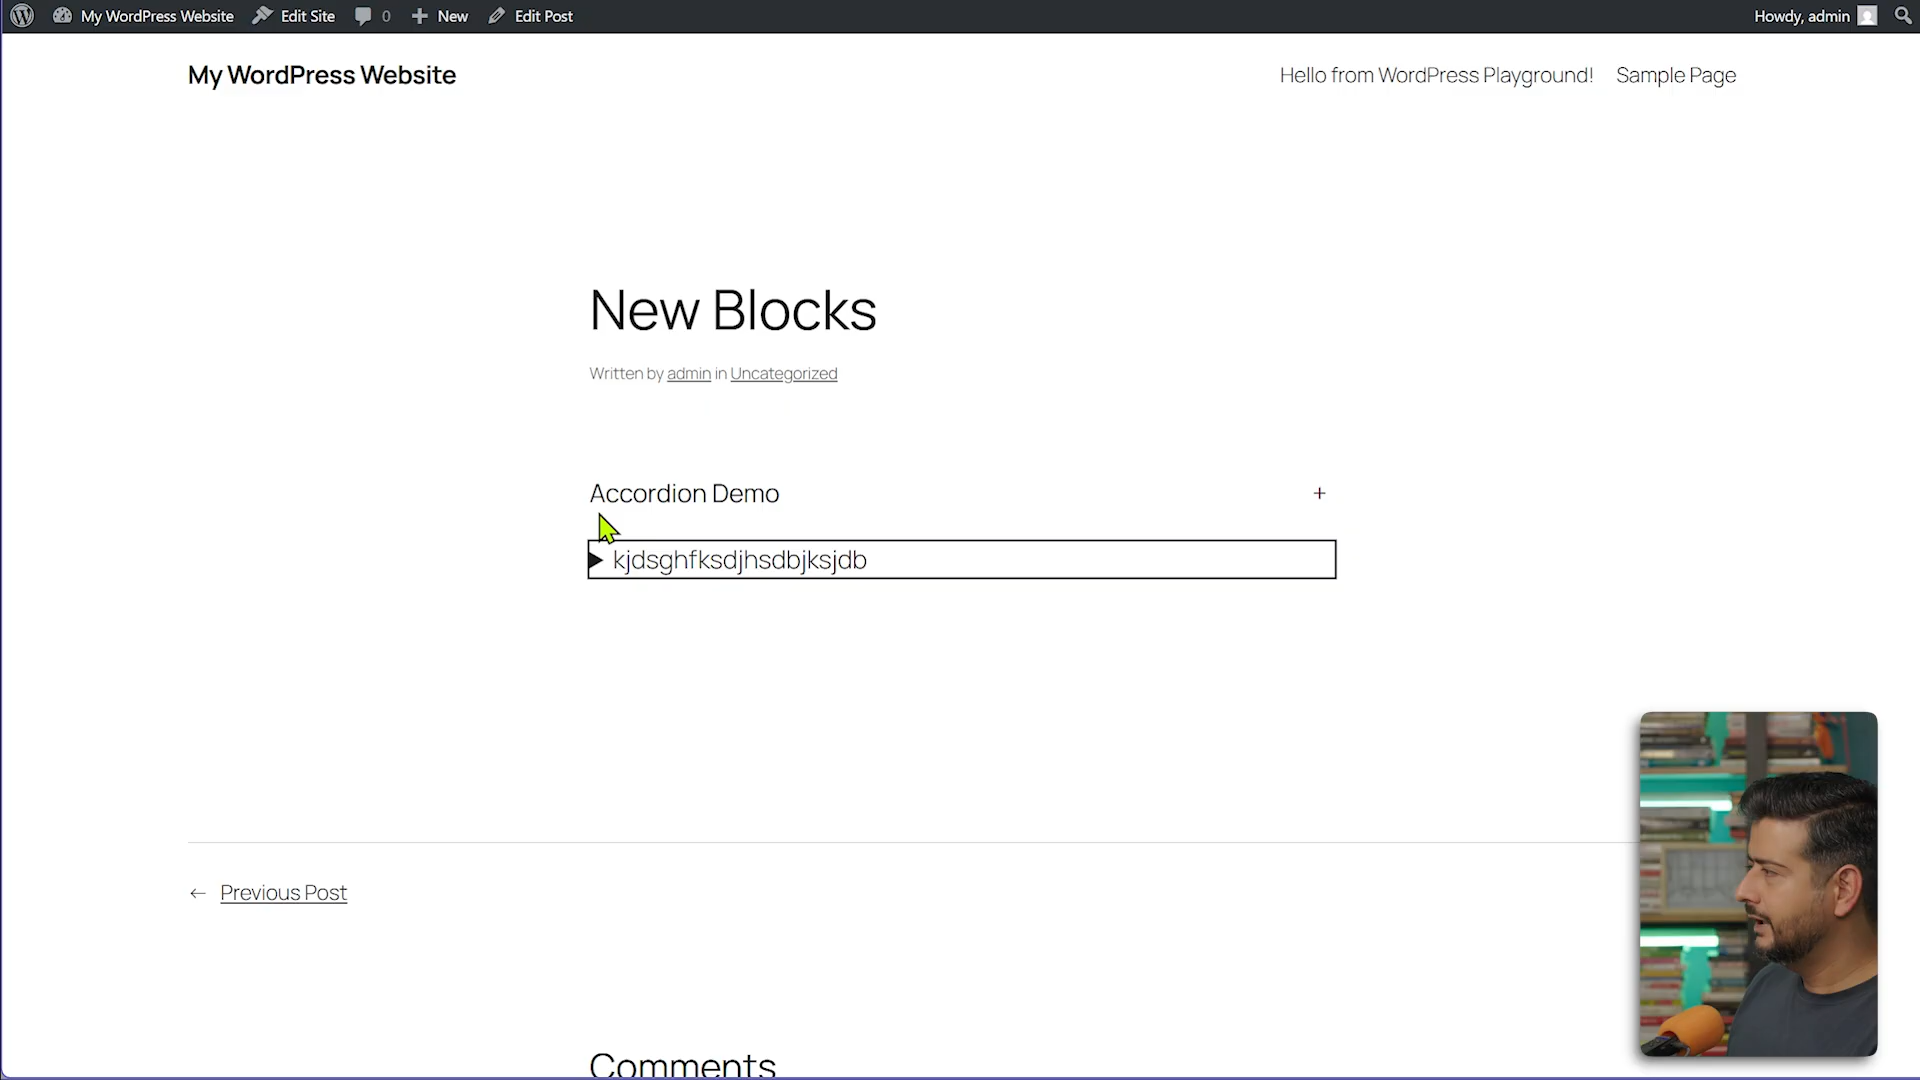 My WordPress Website Edit Site 0 New Edit Post Howdy, admin
My WordPress Website Hello from WordPress Playground! Sample Page
New Blocks
Written by admin in Uncategorized
Accordion Demo +
kjdsghfksdjhsdbjksjdb
← Previous Post
Comments